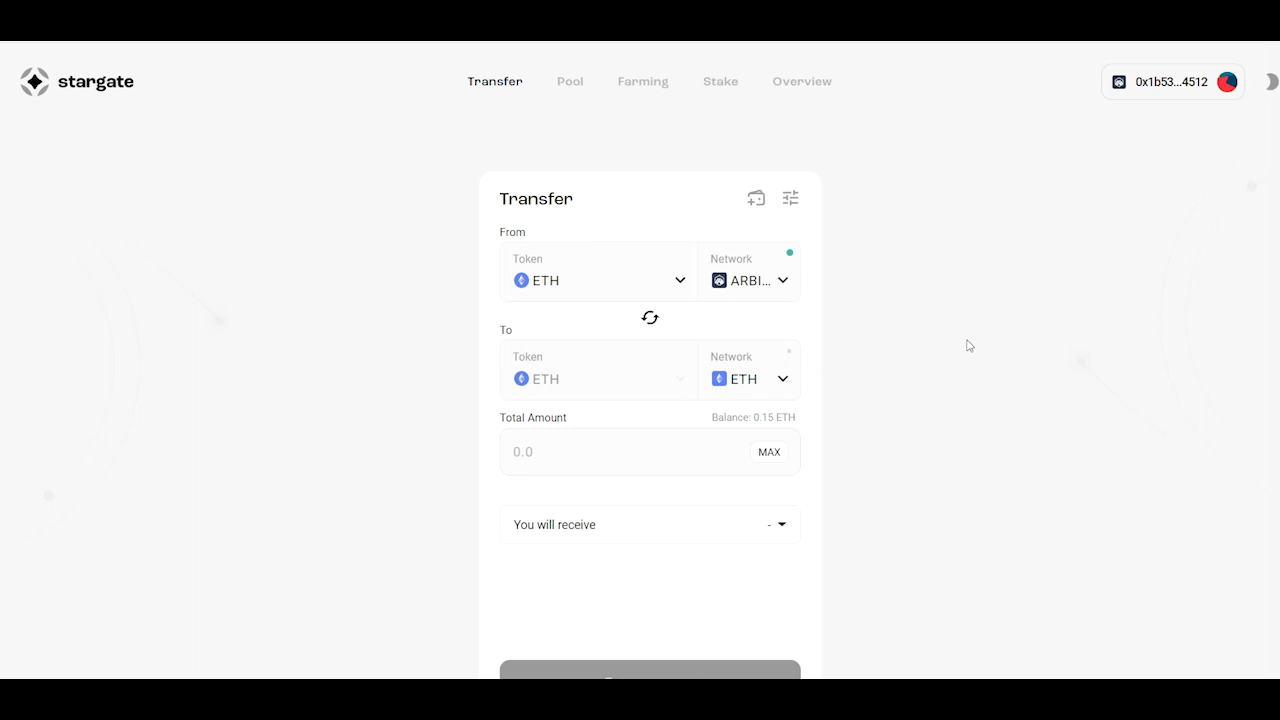 stargate
Transfer Pool Farming Stake Overview
0x1b53...4512
Transfer
From
Token
ETH
Network
ARBI...
To
Token
ETH
Network
ETH
Total Amount
Balance: 0.15 ETH
0.0
MAX
You will receive
-